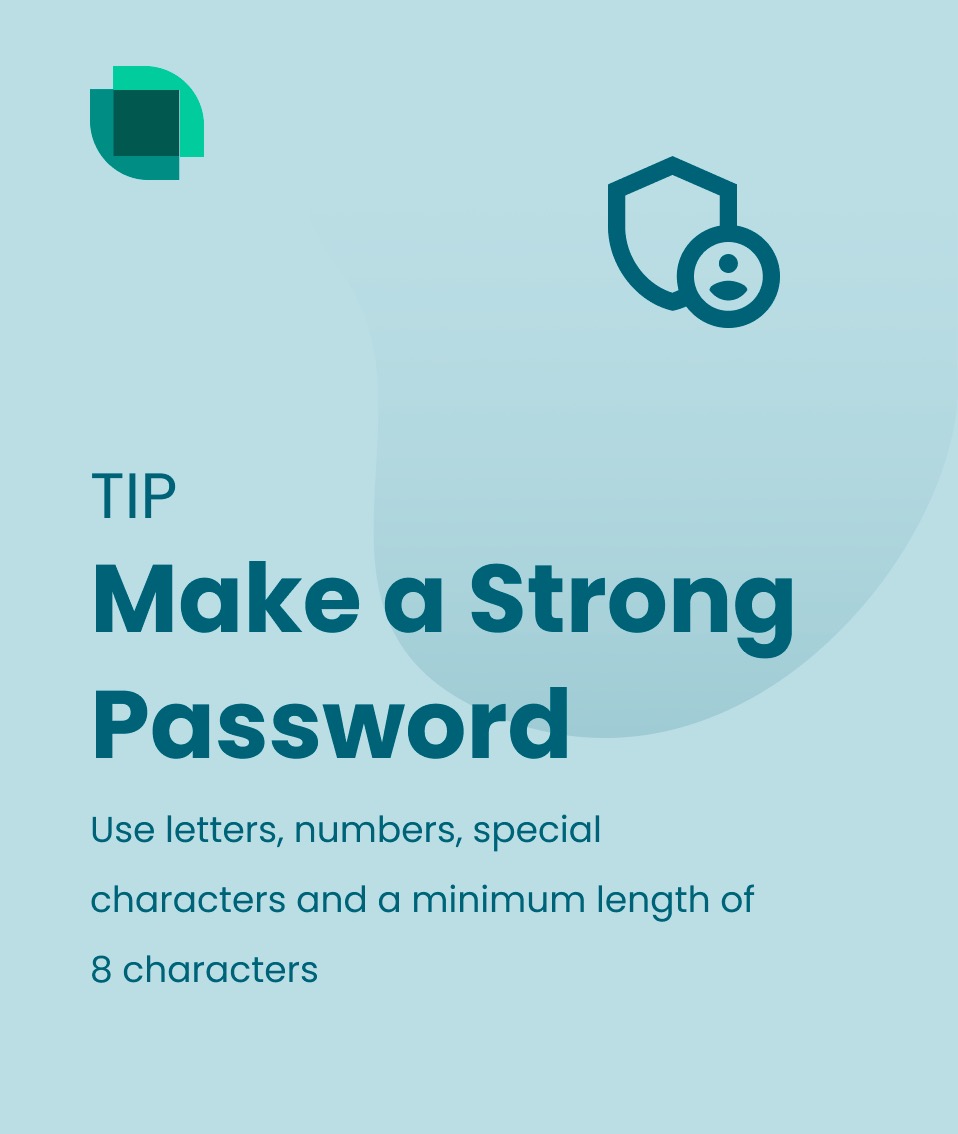 TIP
Make a Strong
Password
Use letters, numbers, special
characters and a minimum length of
8 characters